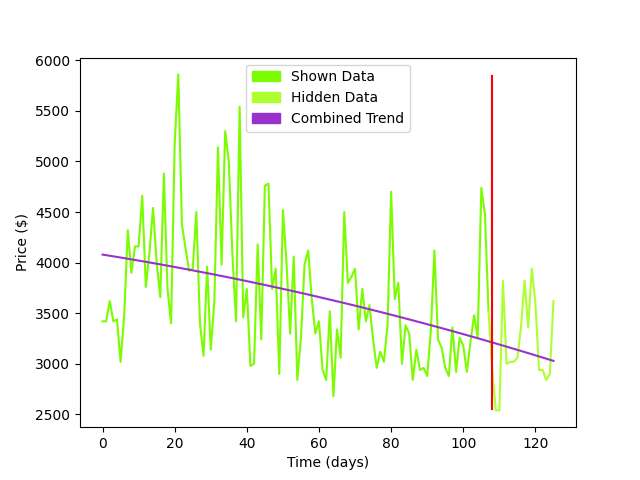 6000
5500
5000
4500
4000
3500
3000
2500
Price ($)
Shown Data
Hidden Data
Combined Trend
0 20 40 60 80 100 120
Time (days)